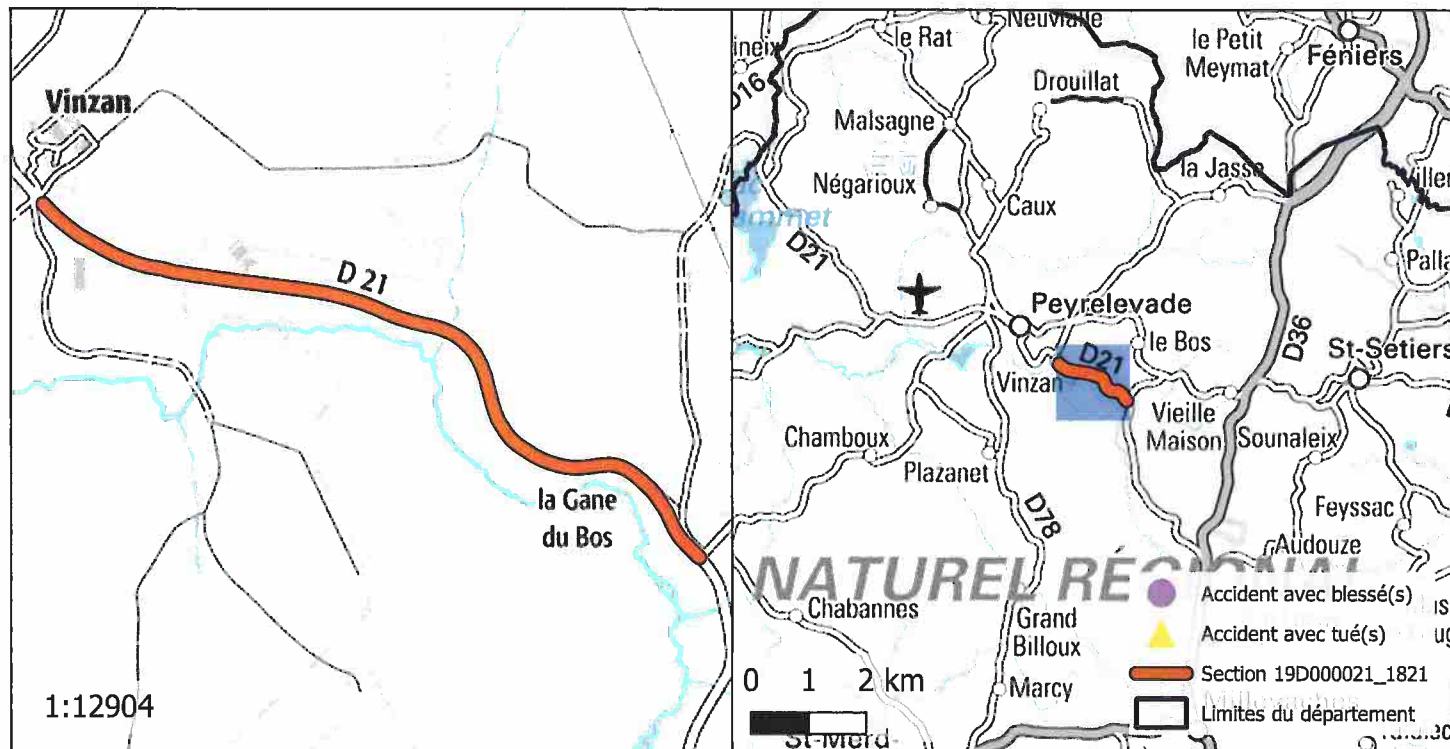 Vinzan
D 21
la Gane
du Bos
1:12904
Neuvialle
le Rat
le Petit
Meymat
Féniers
D16
Drouillat
Malsagne
la Jasse
Négarioux
Caux
D21
Peyrelevade
le Bos
D36
St-Setiers
D21
Vinzan
Vieille
Maison
Sounaleix
Chamboux
Plazanet
D78
Feyssac
Audouze
NATUREL RÉGIONAL
Chabannes
Grand
Billoux
Marcy
0 1 2 km
St-Merd-
Accident avec blessé(s)
Accident avec tué(s)
Section 19D000021_1821
Limites du département